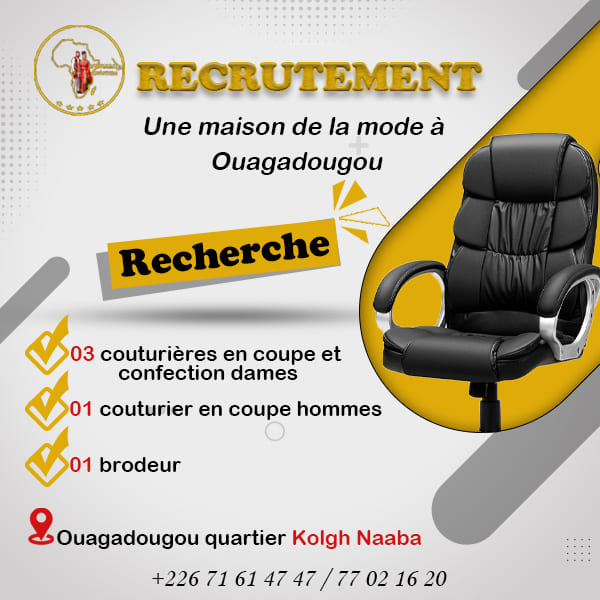 RECRUTEMENT
Une maison de la mode à
Ouagadougou
Recherche
03 couturières en coupe et
confection dames
01 couturier en coupe hommes
01 brodeur
Ouagadougou quartier Kolgh Naaba
+226 71 61 47 47 / 77 02 16 20